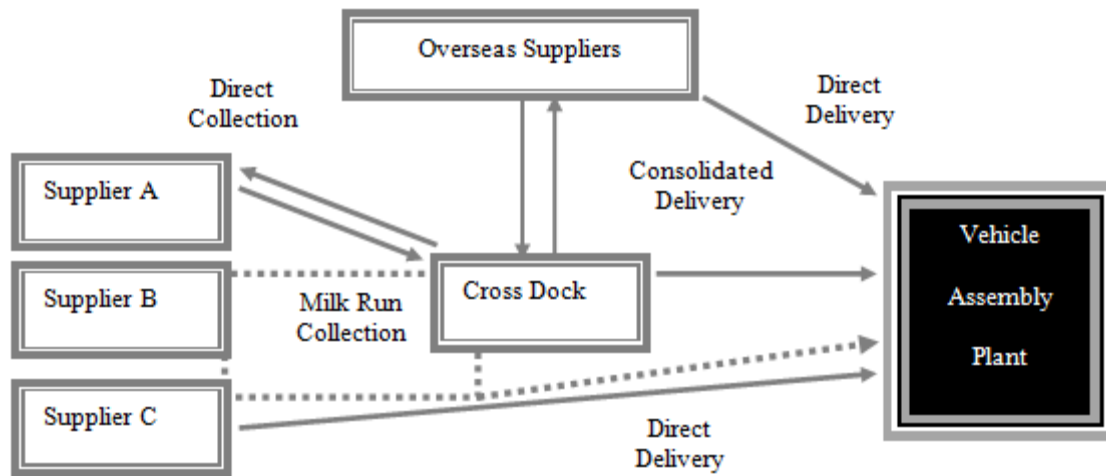 Overseas Suppliers
Direct
Collection
Direct
Delivery
Supplier A
Consolidated
Delivery
Vehicle
Assembly
Plant
Supplier B
Milk Run
Collection
Cross Dock
Supplier C
Direct
Delivery